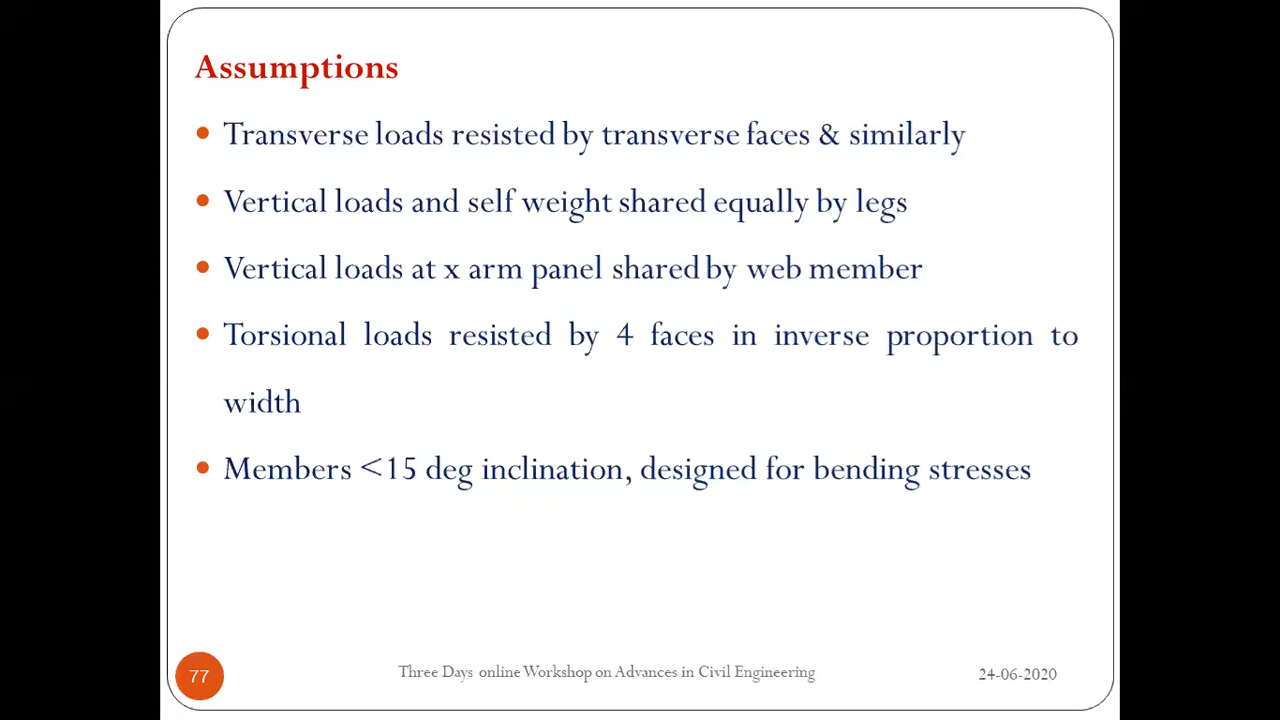 Assumptions
• Transverse loads resisted by transverse faces & similarly
• Vertical loads and self weight shared equally by legs
• Vertical loads at x arm panel shared by web member
• Torsional loads resisted by 4 faces in inverse proportion to
width
• Members <15 deg inclination, designed for bending stresses
77
Three Days online Workshop on Advances in Civil Engineering
24-06-2020